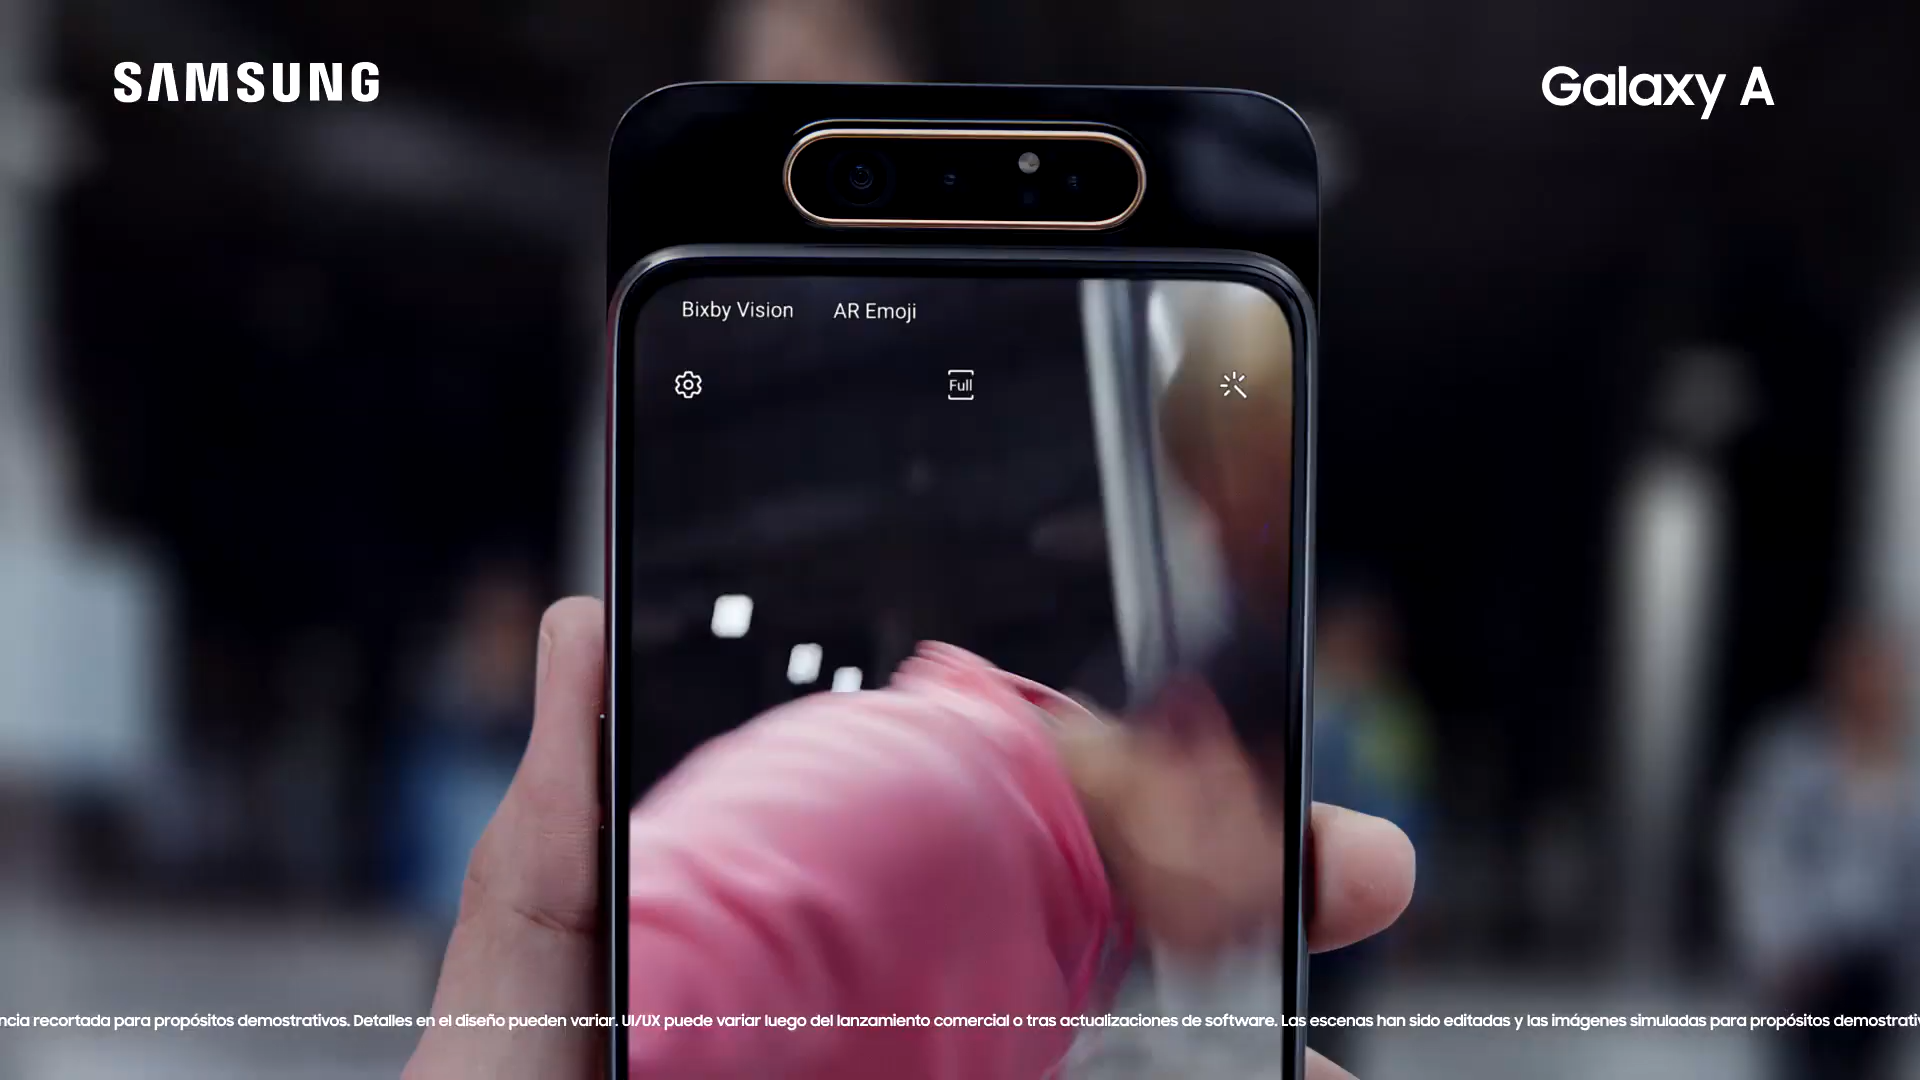 SAMSUNG
Galaxy A
Bixby Vision AR Emoji
Full
recortada para propósitos demostrativos. Detalles en el diseño pueden variar. UI/UX puede variar luego del lanzamiento comercial o tras actualizaciones de software. Las escenas han sido editadas y las imágenes simuladas para propósitos